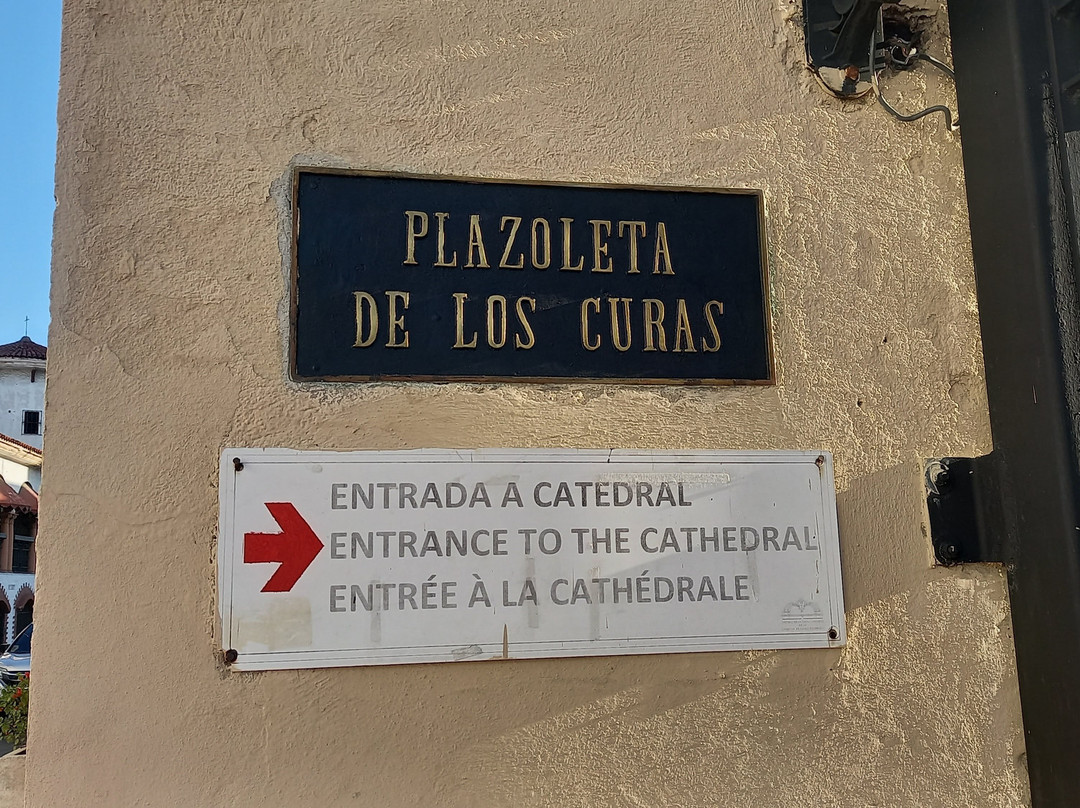 PLAZOLETA
DE LOS CURAS
ENTRADA A CATEDRAL
ENTRANCE TO THE CATHEDRAL
ENTRÉE À LA CATHÉDRALE